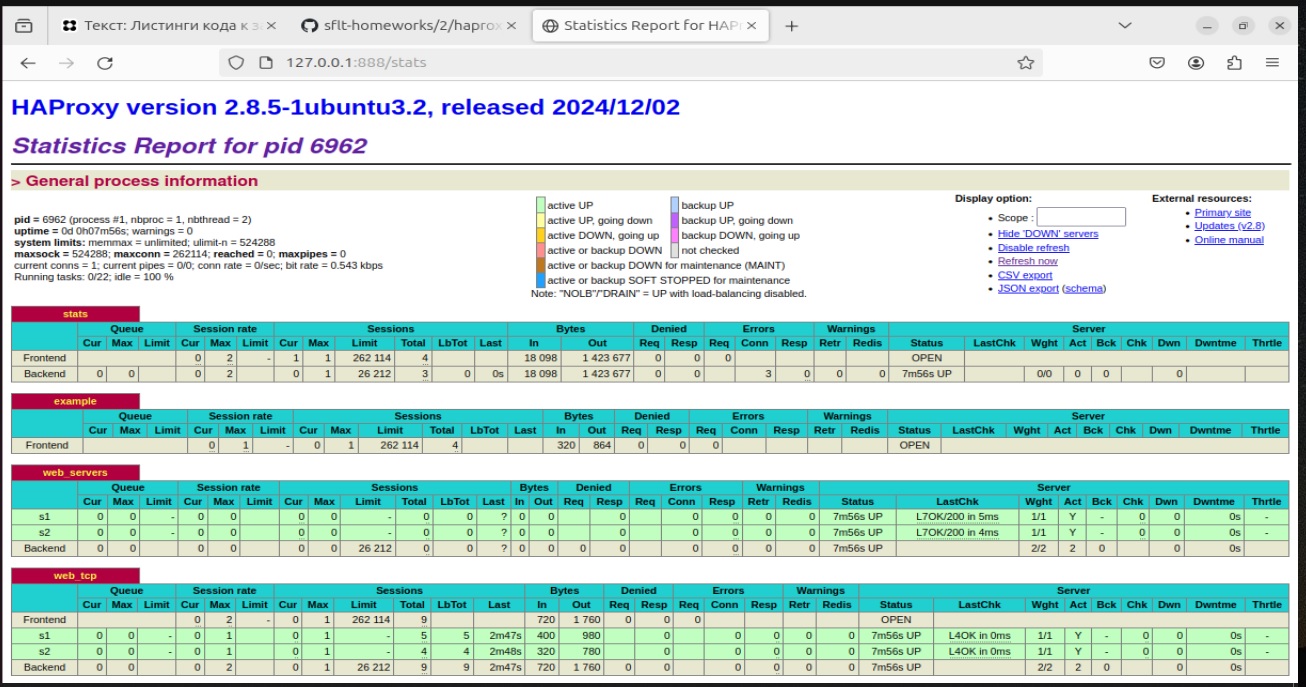 Текст: Листинги кода к за
sflt-homeworks/2/haprox
Statistics Report for HAPr
127.0.0.1:888/stats
HAProxy version 2.8.5-1ubuntu3.2, released 2024/12/02
Statistics Report for pid 6962
> General process information
pid = 6962 (process #1, nbproc = 1, nbthread = 2)
uptime = 0d 0h07m56s; warnings = 0
system limits: memmax = unlimited; ulimit-n = 524288
maxsock = 524288; maxconn = 262114; reached = 0; maxpipes = 0
current conns = 1; current pipes = 0/0; conn rate = 0/sec; bit rate = 0.543 kbps
Running tasks: 0/22; idle = 100 %
active UP backup UP
active UP, going down backup UP, going down
active DOWN, going up backup DOWN, going up
active or backup DOWN not checked
active or backup DOWN for maintenance (MAINT)
active or backup SOFT STOPPED for maintenance
Note: "NOLB"/"DRAIN" = UP with load-balancing disabled.
Display option:
• Scope :
• Hide 'DOWN' servers
• Disable refresh
• Refresh now
• CSV export
• JSON export (schema)
External resources:
• Primary site
• Updates (v2.8)
• Online manual
stats
Queue Session rate Sessions Bytes Denied Errors Warnings Server
Cur Max Limit Cur Max Limit Cur Max Limit Total LbTot Last In Out Req Resp Req Conn Resp Retr Redis Status LastChk Wght Act Bck Chk Dwn Dwntme Thrtle
Frontend 0 2 - 1 1 262 114 4 18 098 1 423 677 0 0 0 OPEN
Backend 0 0 0 2 0 1 26 212 3 0 0s 18 098 1 423 677 0 0 3 0 0 0 7m56s UP 0/0 0 0 0
example
Queue Session rate Sessions Bytes Denied Errors Warnings Server
Cur Max Limit Cur Max Limit Cur Max Limit Total LbTot Last In Out Req Resp Req Conn Resp Retr Redis Status LastChk Wght Act Bck Chk Dwn Dwntme Thrtle
Frontend 0 1 - 0 1 262 114 4 320 864 0 0 0 OPEN
web_servers
Queue Session rate Sessions Bytes Denied Errors Warnings Server
Cur Max Limit Cur Max Limit Cur Max Limit Total LbTot Last In Out Req Resp Req Conn Resp Retr Redis Status LastChk Wght Act Bck Chk Dwn Dwntme Thrtle
s1 0 0 - 0 0 0 0 - 0 0 ? 0 0 0 0 0 0 0 7m56s UP L7OK/200 in 5ms 1/1 Y - 0 0 0s -
s2 0 0 - 0 0 0 0 - 0 0 ? 0 0 0 0 0 0 0 7m56s UP L7OK/200 in 4ms 1/1 Y - 0 0 0s -
Backend 0 0 0 0 0 0 26 212 0 0 ? 0 0 0 0 0 0 0 0 7m56s UP 2/2 2 0 0 0s
web_tcp
Queue Session rate Sessions Bytes Denied Errors Warnings Server
Cur Max Limit Cur Max Limit Cur Max Limit Total LbTot Last In Out Req Resp Req Conn Resp Retr Redis Status LastChk Wght Act Bck Chk Dwn Dwntme Thrtle
Frontend 0 2 - 0 1 262 114 9 720 1 760 0 0 0 OPEN
s1 0 0 - 0 1 0 1 - 5 5 2m47s 400 980 0 0 0 0 0 7m56s UP L4OK in 0ms 1/1 Y - 0 0 0s -
s2 0 0 - 0 1 0 1 - 4 4 2m48s 320 780 0 0 0 0 0 7m56s UP L4OK in 0ms 1/1 Y - 0 0 0s -
Backend 0 0 0 2 0 1 26 212 9 9 2m47s 720 1 760 0 0 0 0 0 0 7m56s UP 2/2 2 0 0 0s